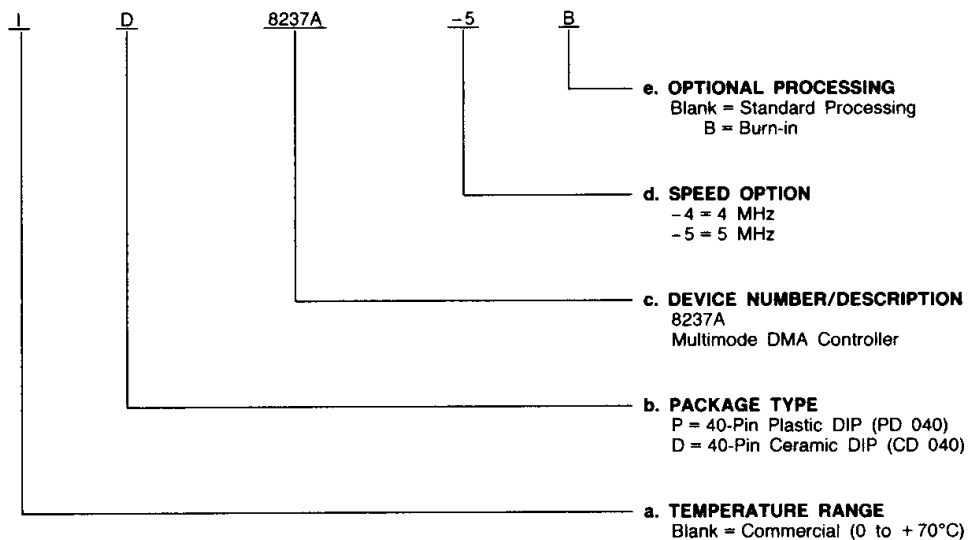 I D 8237A -5 B
e. OPTIONAL PROCESSING
Blank = Standard Processing
B = Burn-in
d. SPEED OPTION
-4 = 4 MHz
-5 = 5 MHz
c. DEVICE NUMBER/DESCRIPTION
8237A
Multimode DMA Controller
b. PACKAGE TYPE
P = 40-Pin Plastic DIP (PD 040)
D = 40-Pin Ceramic DIP (CD 040)
a. TEMPERATURE RANGE
Blank = Commercial (0 to +70°C)